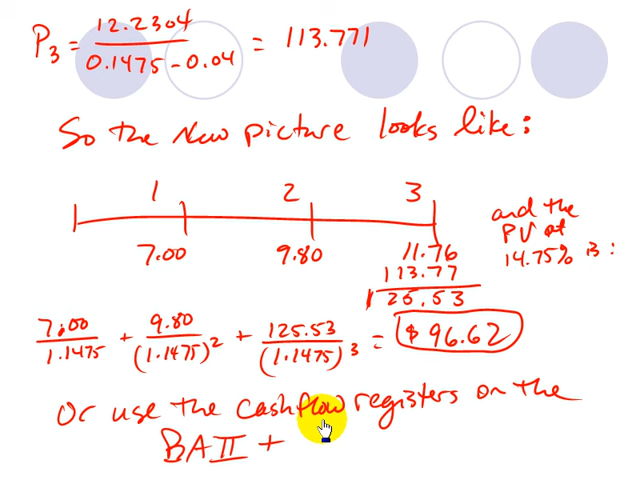 P₃ = 12.2304 / 0.1475 - 0.04 = 113.771
So the New picture looks like:
1 2 3
7.00 9.80 11.76
113.77
125.53
and the
PV at
14.75% is:
7.00 / 1.1475 + 9.80 / (1.1475)² + 125.53 / (1.1475)³ = $96.62
Or use the cashflow registers on the
BAII +